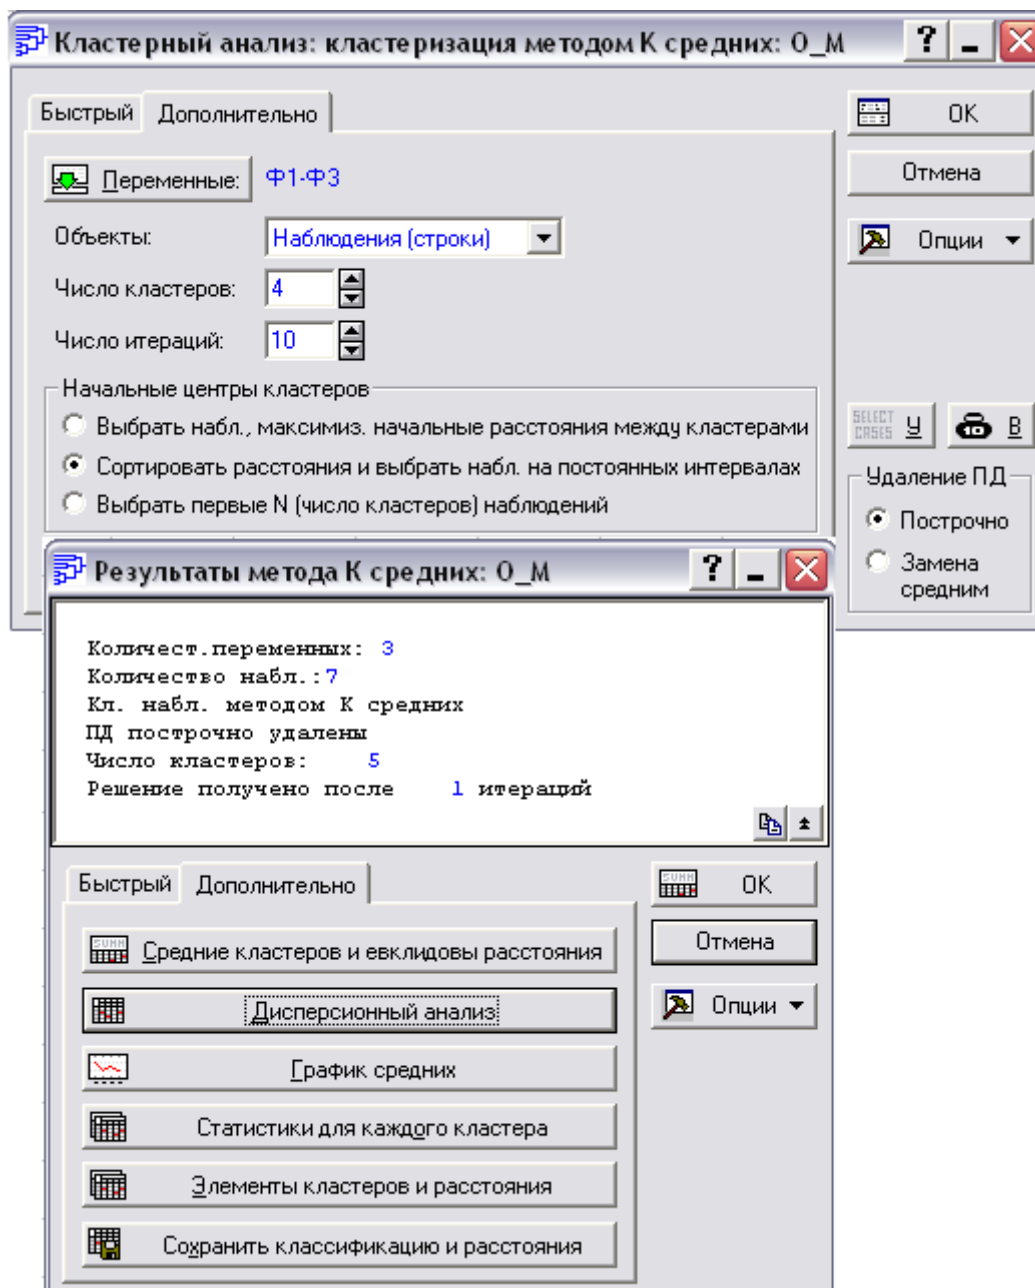 Кластерный анализ: кластеризация методом К средних: О_М
Быстрый Дополнительно
Переменные: Ф1-Ф3
Объекты: Наблюдения (строки)
Число кластеров: 4
Число итераций: 10
Начальные центры кластеров
Выбрать набл., максимиз. начальные расстояния между кластерами
Сортировать расстояния и выбрать набл. на постоянных интервалах
Выбрать первые N (число кластеров) наблюдений
OK
Отмена
Опции
SELECT CASES У
10 В
Удаление ПД
Построчно
Замена
средним
Результаты метода К средних: О_М
Количест.переменных: 3
Количество набл.:7
Кл. набл. методом К средних
ПД построчно удалены
Число кластеров: 5
Решение получено после 1 итераций
Быстрый Дополнительно
SUMM Средние кластеров и евклидовы расстояния
Дисперсионный анализ
График средних
Статистики для каждого кластера
Элементы кластеров и расстояния
Сохранить классификацию и расстояния
SUMM OK
Отмена
Опции